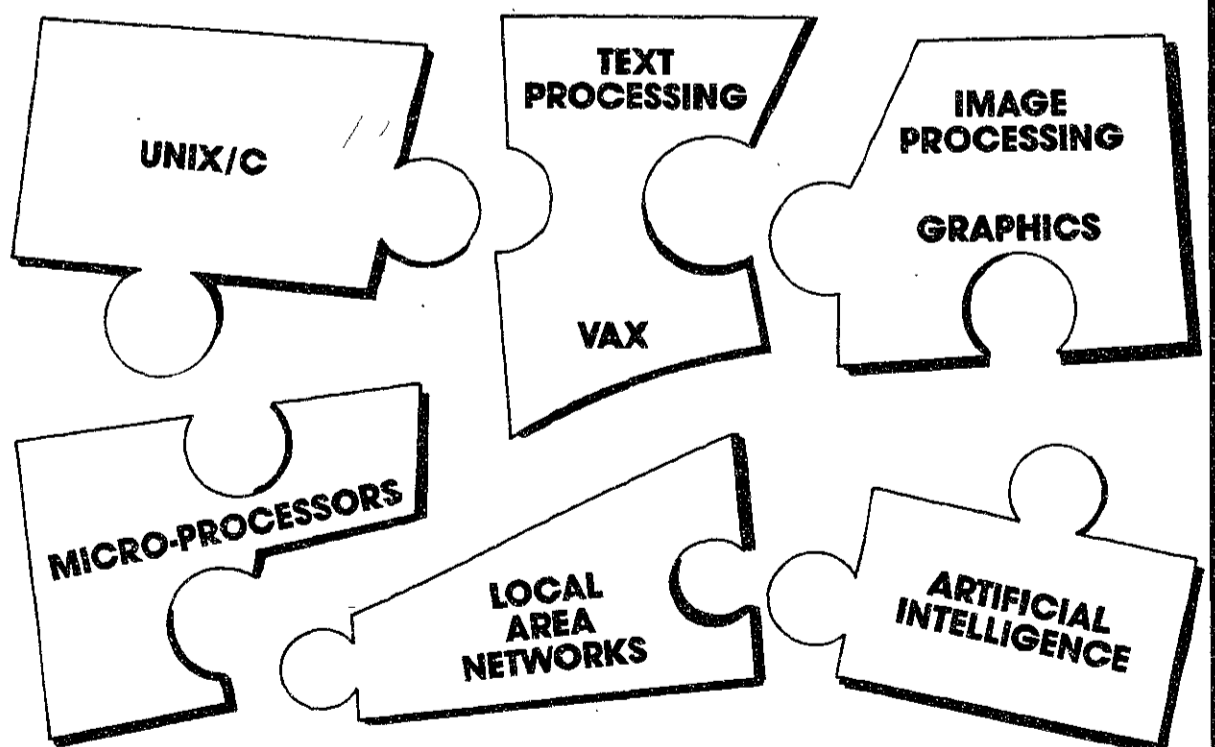 UNIX/C
TEXT
PROCESSING
VAX
IMAGE
PROCESSING
GRAPHICS
MICRO-PROCESSORS
LOCAL
AREA
NETWORKS
ARTIFICIAL
INTELLIGENCE